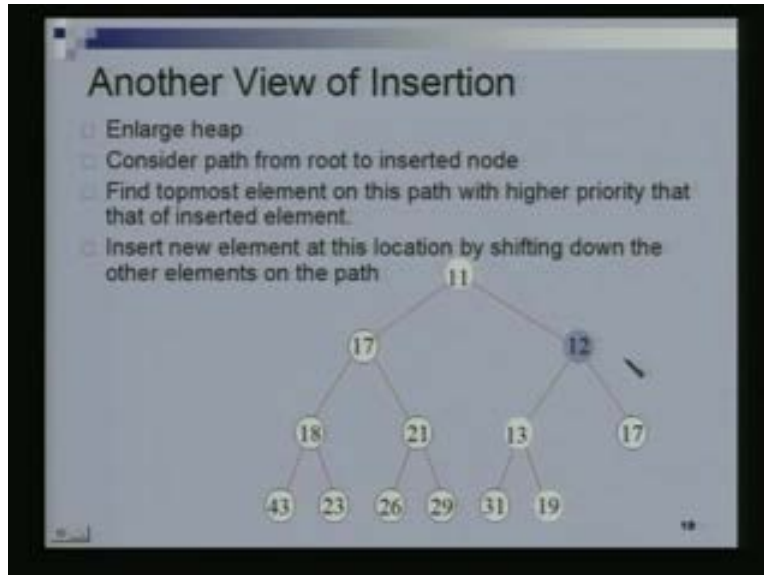 Another View of Insertion
Enlarge heap
Consider path from root to inserted node
Find topmost element on this path with higher priority that
that of inserted element.
Insert new element at this location by shifting down the
other elements on the path
11
17 12
18 21 13 17
43 23 26 29 31 19